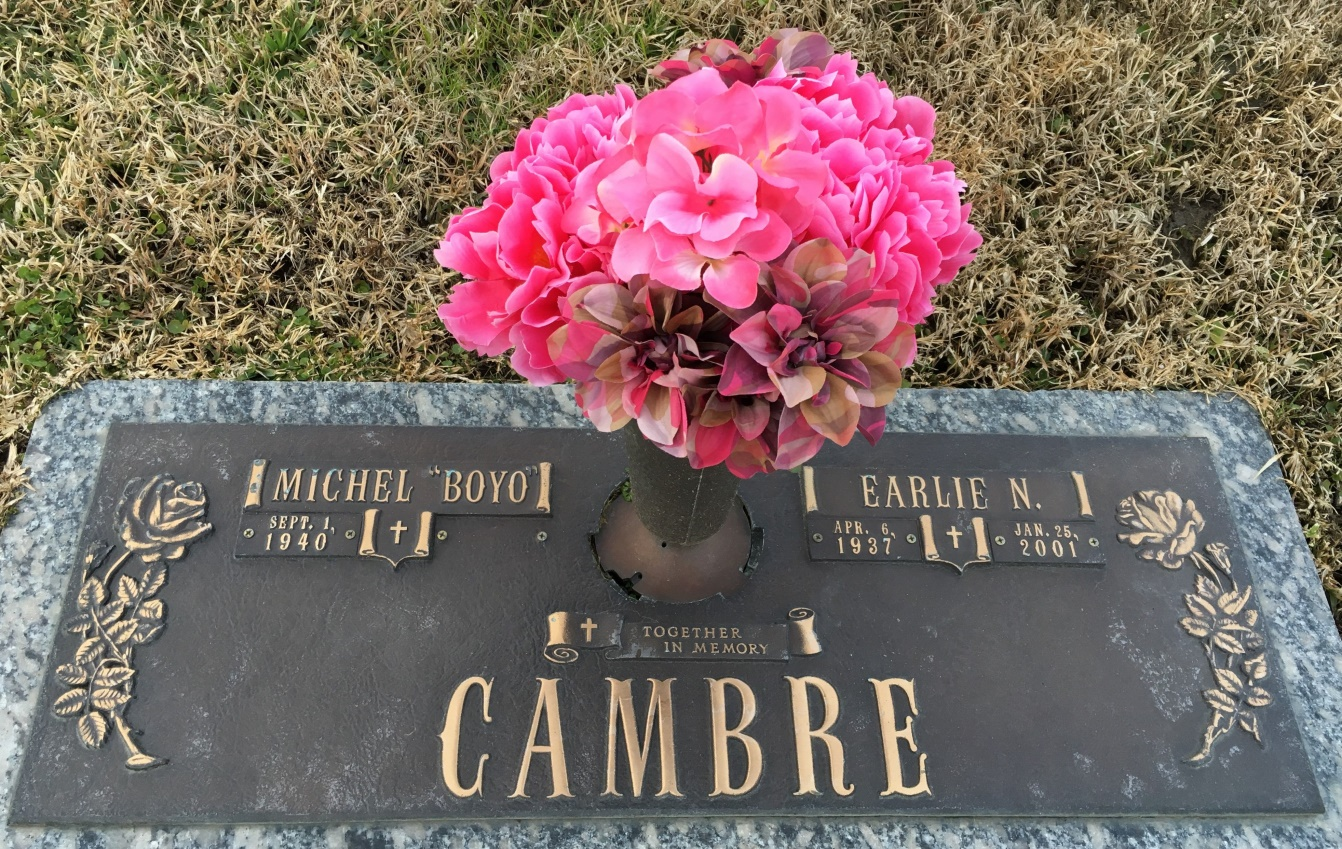 MICHEL "BOYO"
SEPT. 1,
1940
EARLIE N.
APR. 6,
1937
JAN. 25,
2001
TOGETHER
IN MEMORY
CAMBRE